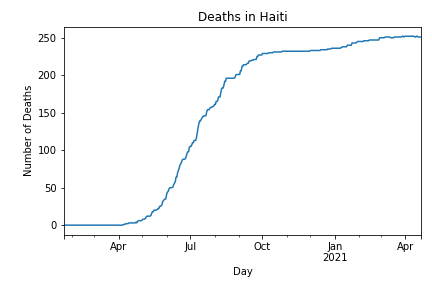 Deaths in Haiti
Number of Deaths
250
200
150
100
50
0
Apr
Jul
Oct
Jan
2021
Apr
Day